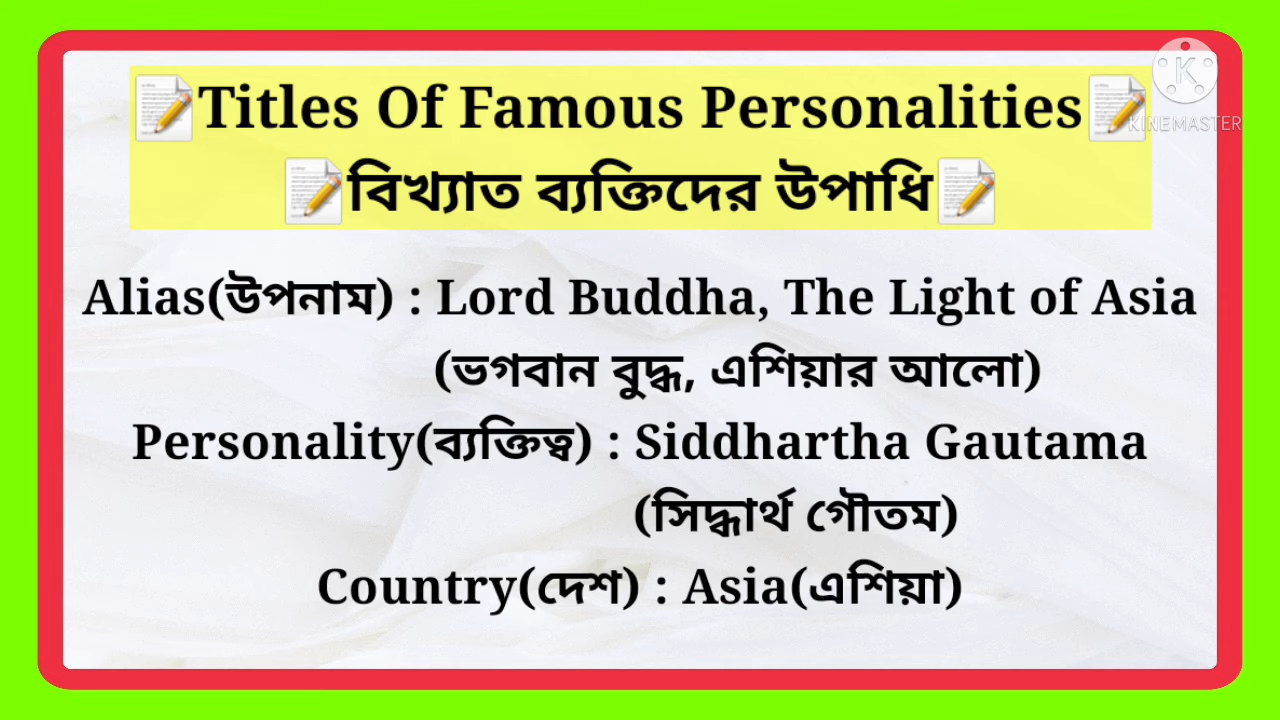 📝Titles Of Famous Personalities📝
KINEMASTER
📝বিখ্যাত ব্যক্তিদের উপাধি📝
Alias(উপনাম) : Lord Buddha, The Light of Asia
(ভগবান বুদ্ধ, এশিয়ার আলো)
Personality(ব্যক্তিত্ব) : Siddhartha Gautama
(সিদ্ধার্থ গৌতম)
Country(দেশ) : Asia(এশিয়া)